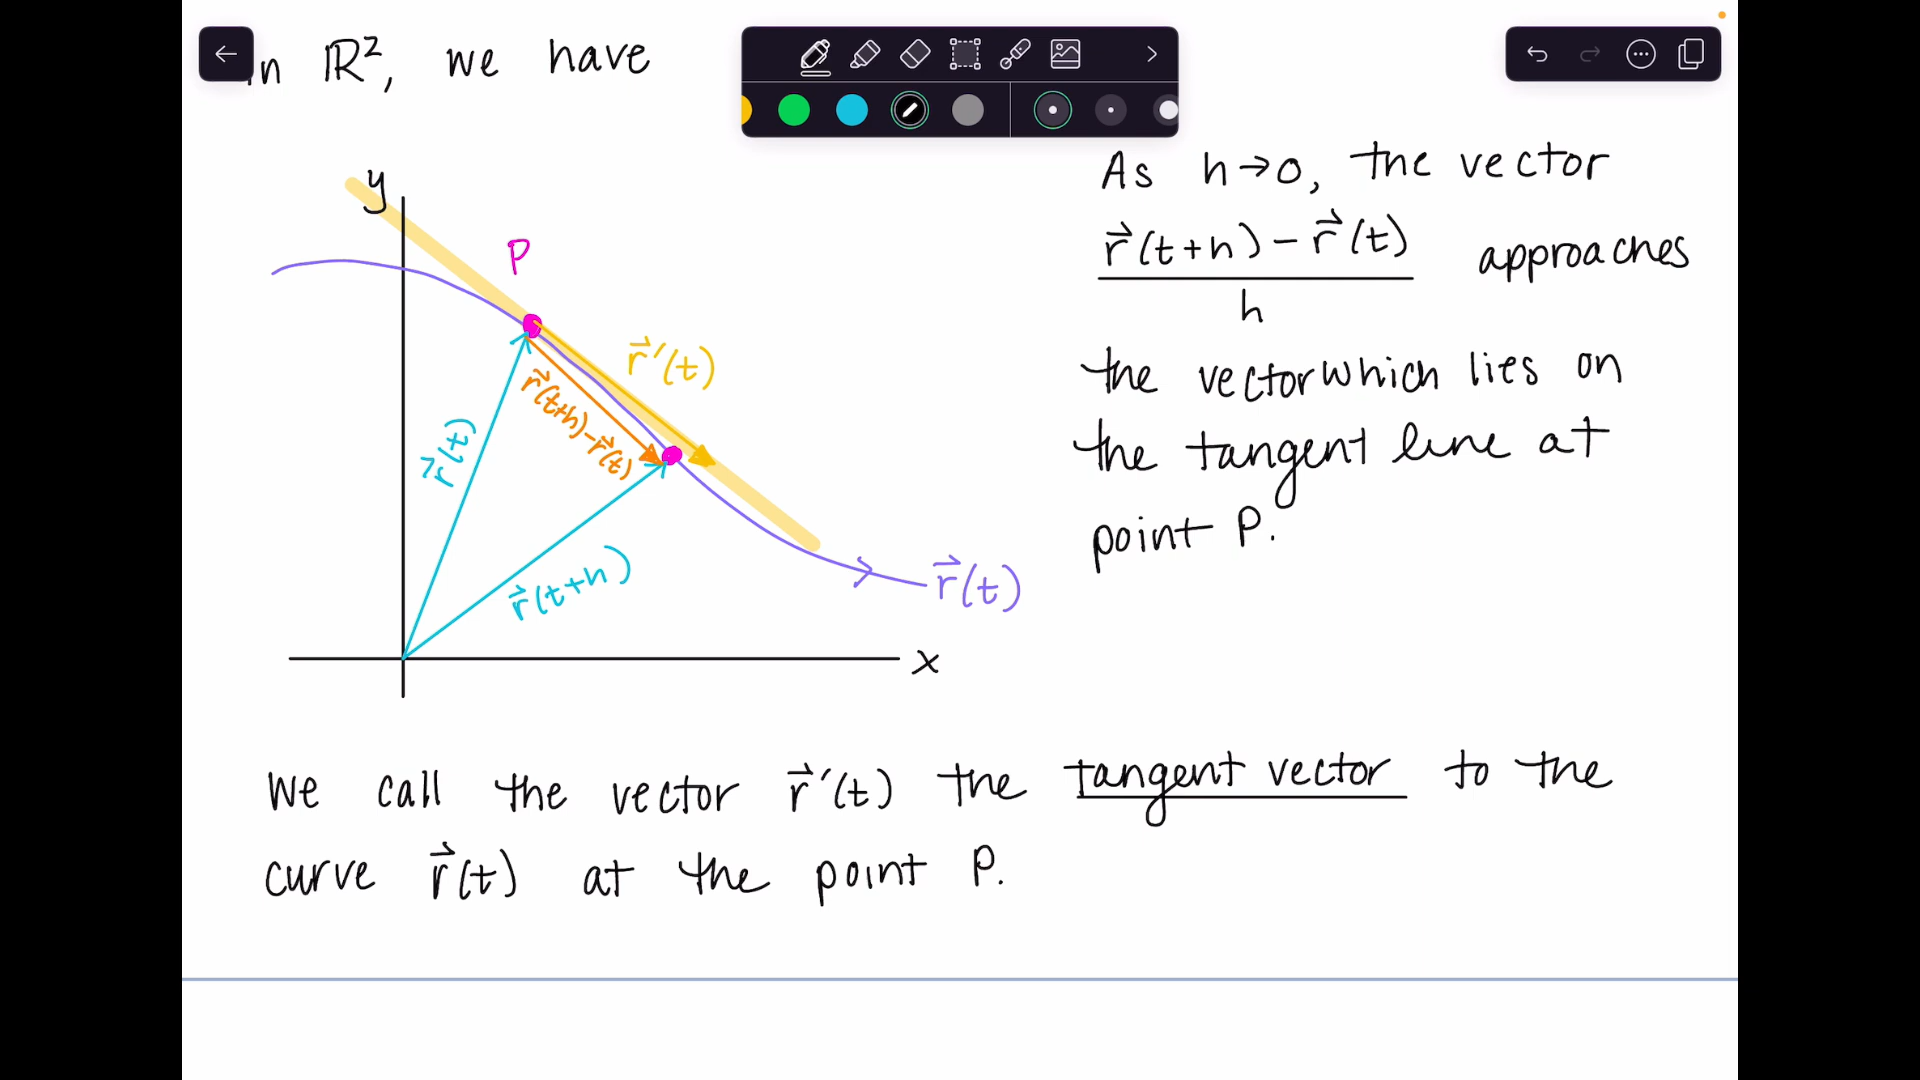 In ℝ², we have
y
P
r⃗'(t)
r⃗(t+h)-r⃗(t)
r⃗(t)
r⃗(t+h)
r⃗(t)
x
As h→0, the vector
r⃗(t+h) - r⃗(t) approaches
h
the vector which lies on
the tangent line at
point P.
We call the vector r⃗'(t) the tangent vector to the
curve r⃗(t) at the point P.